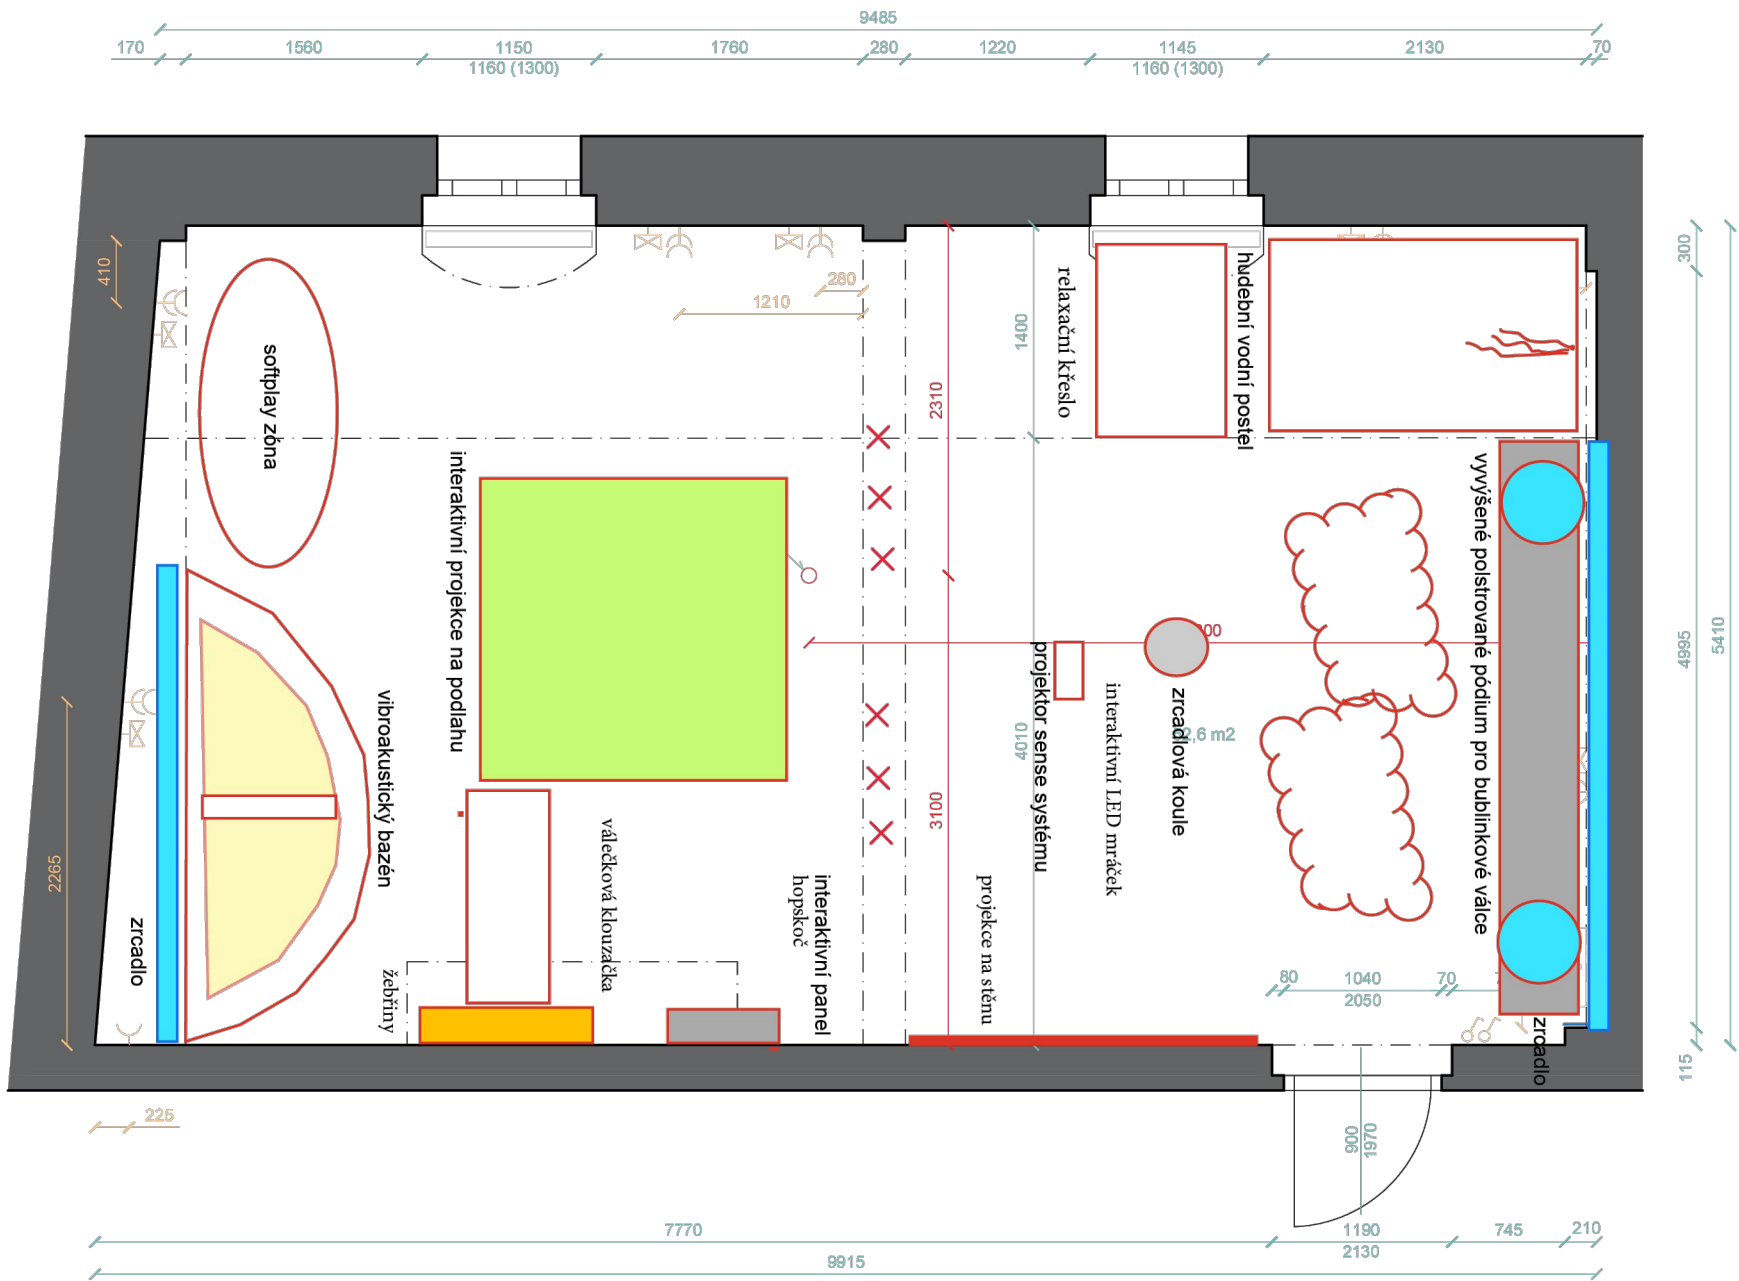 9485
170
1560
1150
1760
280
1220
1145
2130
70
1160 (1300)
1160 (1300)
410
280
1210
300
1400
2310
5410
4995
softplay zóna
relaxační křeslo
hudební vodní postel
interaktivní projekce na podlahu
vyvýšené polstrované pódium pro bublinkové válce
vibroakustický bazén
projektor sense systému
interaktivní LED mráček
zrcadlová koule
4010
3100
2265
zrcadlo
žebřiny
válečková klouzačka
hopskoč
interaktivní panel
projekce na stěnu
80
1040
70
2050
zrcadlo
115
225
900
1970
7770
1190
745
210
2130
9915